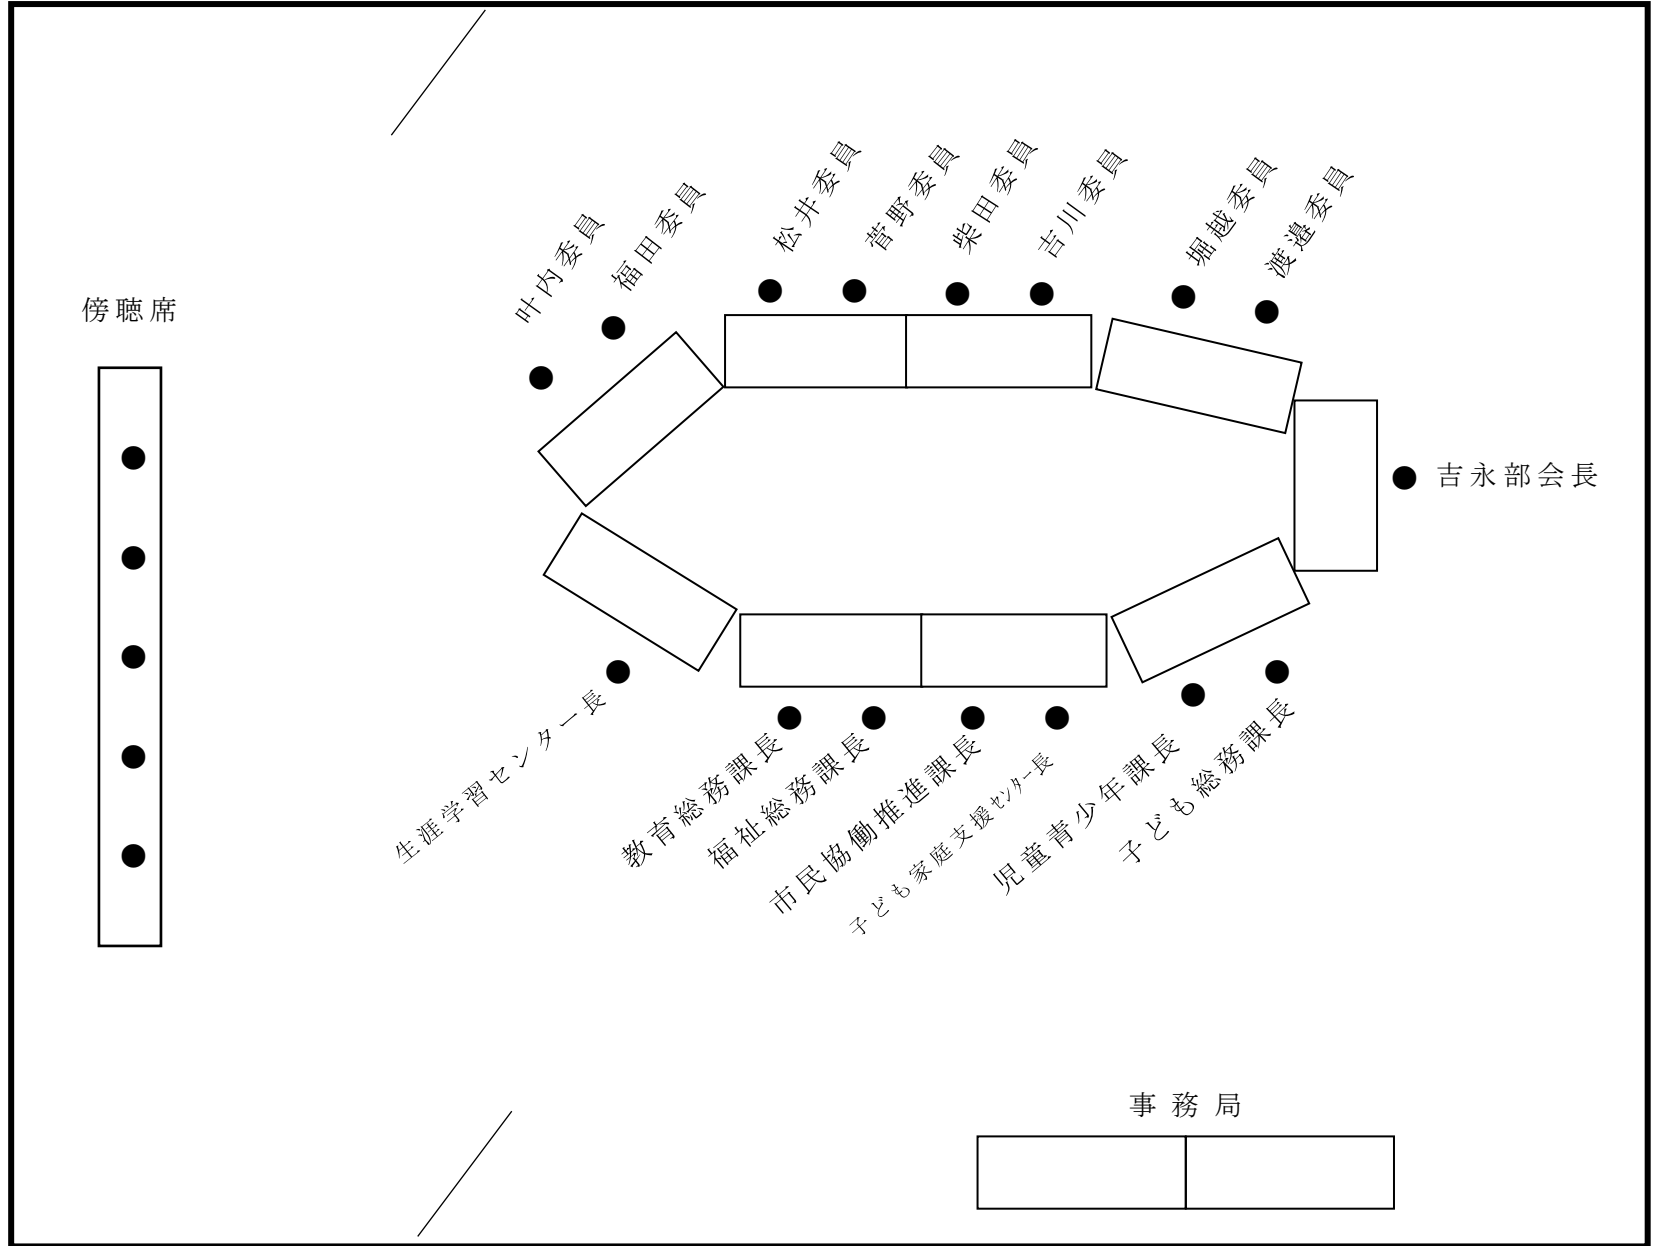 叶内委員
福田委員
松井委員
菅野委員
柴田委員
吉川委員
堀越委員
渡邉委員
傍聴席
吉永部会長
生涯学習センター長
教育総務課長
福祉総務課長
市民協働推進課長
子ども家庭支援ｾﾝﾀｰ長
児童青少年課長
子ども総務課長
事務局